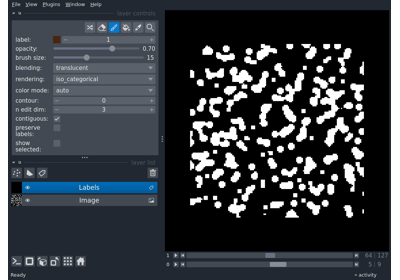 File View Plugins Window Help
layer controls
label: 1
opacity: 0.70
brush size: 15
blending: translucent
rendering: iso_categorical
color mode: auto
contour: 0
n edit dim: 3
contiguous:
preserve
labels:
show
selected:
layer list
Labels
Image
1 64 127
0 5 9
Ready
activity